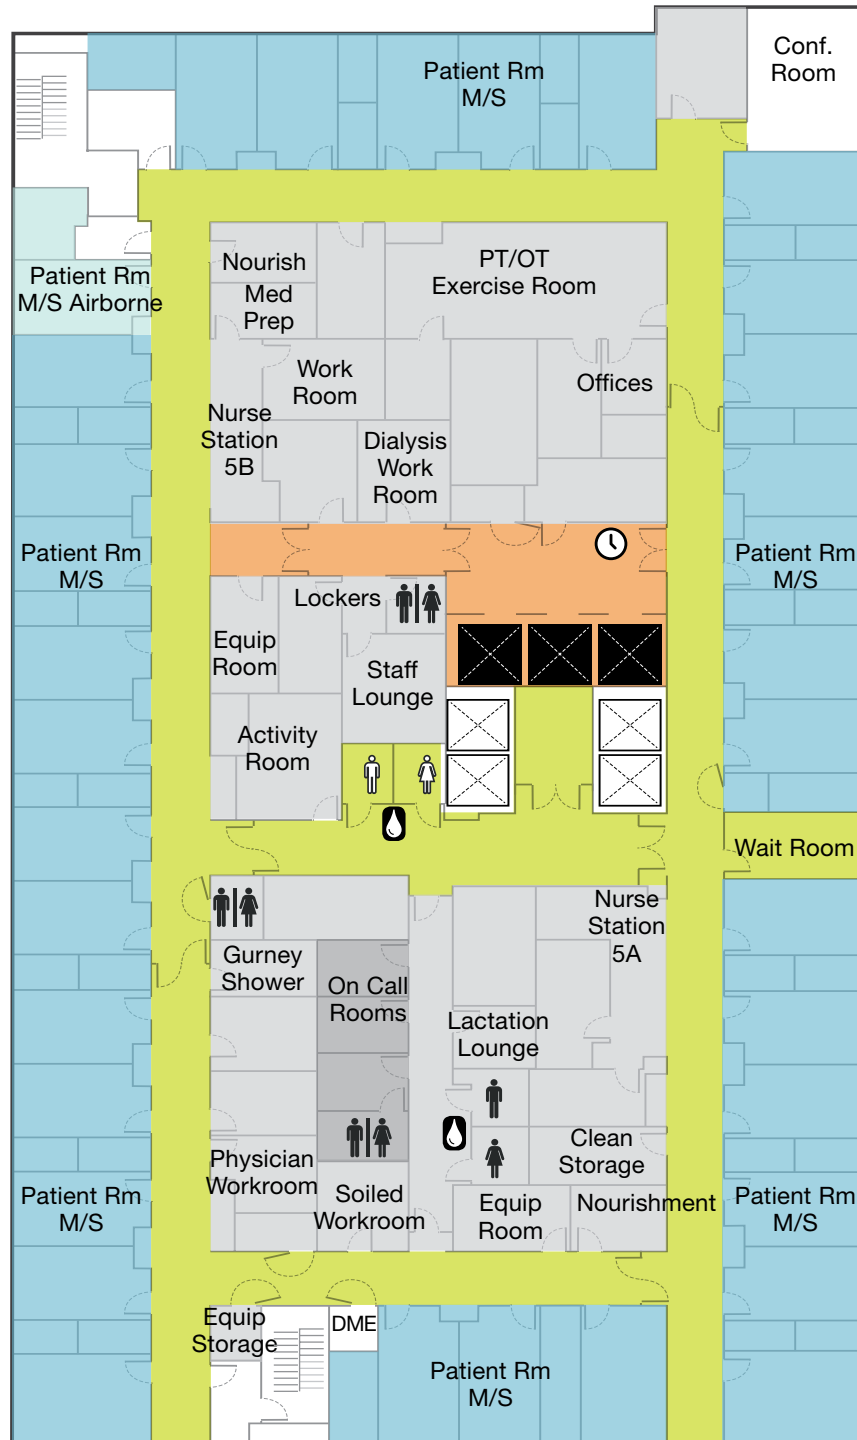 Conf.
Room
Patient Rm
M/S
Nourish
PT/OT
Exercise Room
Patient Rm
M/S Airborne
Med
Prep
Work
Room
Offices
Nurse
Station
5B
Dialysis
Work
Room
Patient Rm
M/S
Patient Rm
M/S
Lockers
Equip
Room
Staff
Lounge
Activity
Room
Wait Room
Nurse
Station
5A
Gurney
Shower
On Call
Rooms
Lactation
Lounge
Clean
Storage
Physician
Workroom
Soiled
Workroom
Equip
Room
Nourishment
Patient Rm
M/S
Patient Rm
M/S
Equip
Storage
DME
Patient Rm
M/S